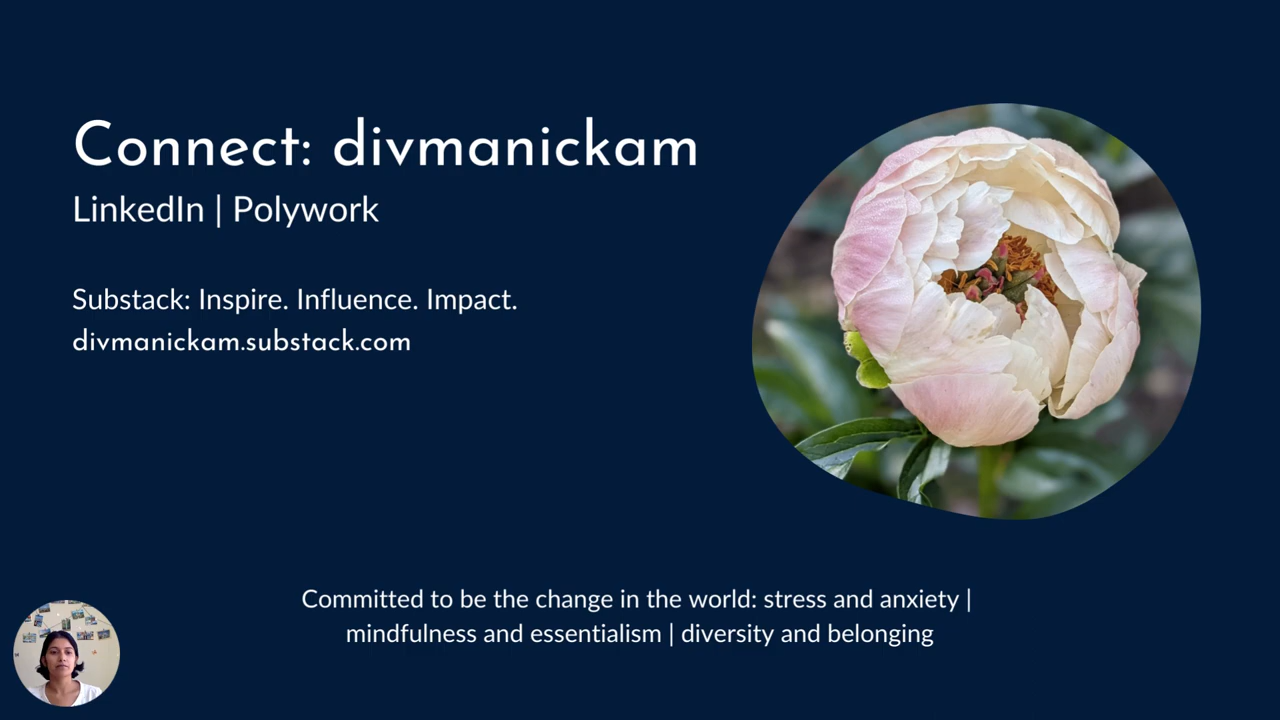 Connect: divmanickam
LinkedIn | Polywork
Substack: Inspire. Influence. Impact.
divmanickam.substack.com
Committed to be the change in the world: stress and anxiety |
mindfulness and essentialism | diversity and belonging